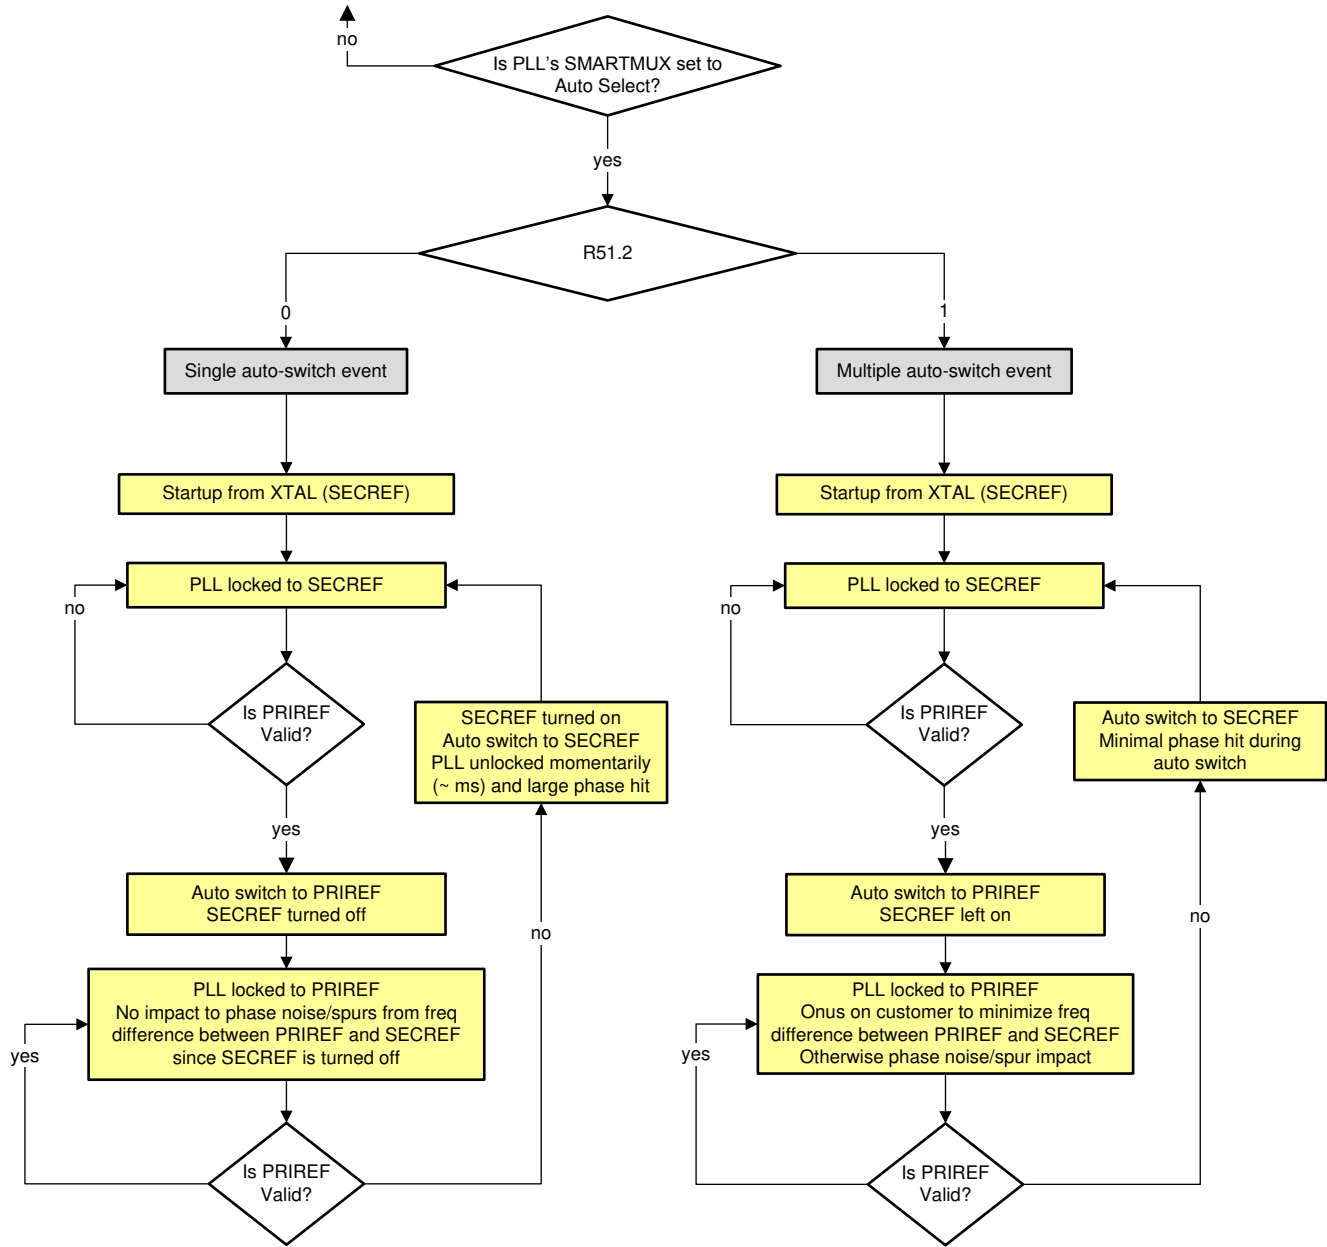 no
Is PLL's SMARTMUX set to
Auto Select?
yes
R51.2
0
1
Single auto-switch event
Multiple auto-switch event
Startup from XTAL (SECREF)
Startup from XTAL (SECREF)
PLL locked to SECREF
PLL locked to SECREF
no
no
Is PRIREF
Valid?
SECREF turned on
Auto switch to SECREF
PLL unlocked momentarily
(~ ms) and large phase hit
Is PRIREF
Valid?
Auto switch to SECREF
Minimal phase hit during
auto switch
yes
yes
Auto switch to PRIREF
SECREF turned off
no
Auto switch to PRIREF
SECREF left on
no
PLL locked to PRIREF
No impact to phase noise/spurs from freq
difference between PRIREF and SECREF
since SECREF is turned off
PLL locked to PRIREF
Onus on customer to minimize freq
difference between PRIREF and SECREF
Otherwise phase noise/spur impact
yes
yes
Is PRIREF
Valid?
Is PRIREF
Valid?